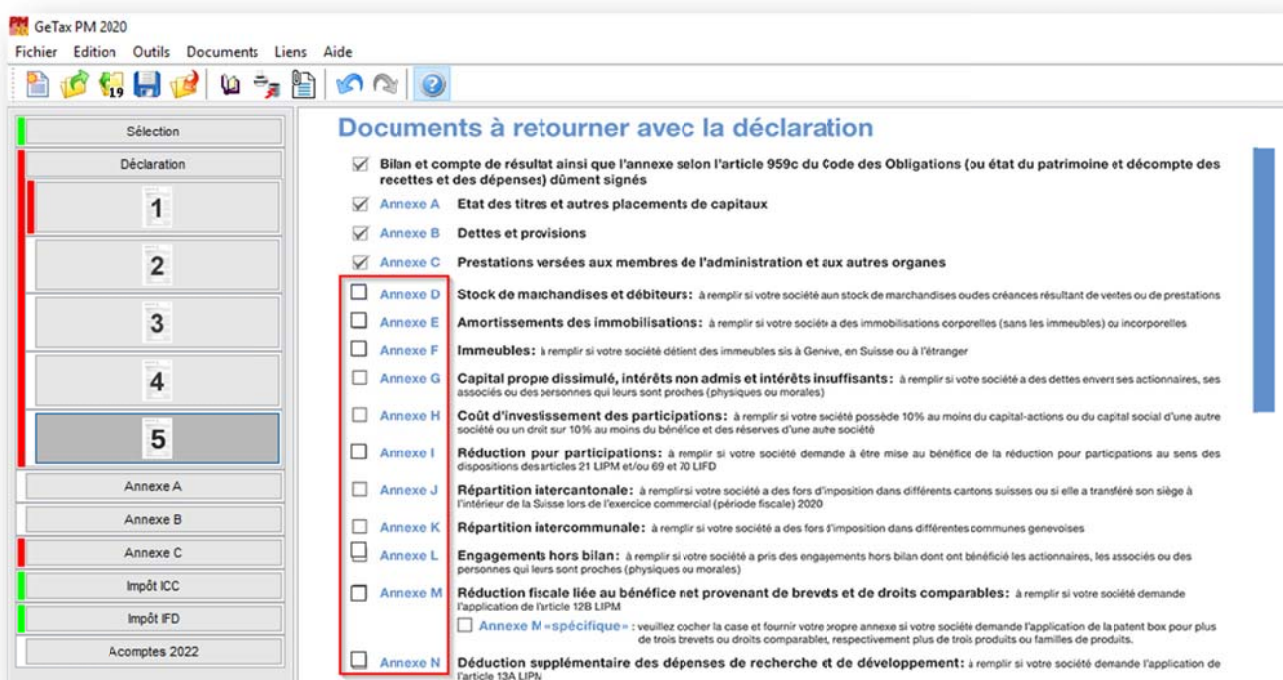 GeTax PM 2020
Fichier Edition Outils Documents Liens Aide
19
Sélection
Déclaration
1
2
3
4
5
Annexe A
Annexe B
Annexe C
Impôt ICC
Impôt IFD
Acomptes 2022
Documents à retourner avec la déclaration
Bilan et compte de résultat ainsi que l'annexe selon l'article 959c du Code des Obligations (ou état du patrimoine et décompte des
recettes et des dépenses) dûment signés
Annexe A Etat des titres et autres placements de capitaux
Annexe B Dettes et provisions
Annexe C Prestations versées aux membres de l'administration et aux autres organes
Annexe D Stock de marchandises et débiteurs: à remplir si votre société a un stock de marchandises ou des créances résultant de ventes ou de prestations
Annexe E Amortissements des immobilisations: à remplir si votre société a des immobilisations corporelles (sans les immeubles) ou incorporelles
Annexe F Immeubles: à remplir si votre société détient des immeubles sis à Genève, en Suisse ou à l'étranger
Annexe G Capital propre dissimulé, intérêts non admis et intérêts insuffisants: à remplir si votre société a des dettes envers ses actionnaires, ses
associés ou des personnes qui leurs sont proches (physiques ou morales)
Annexe H Coût d'investissement des participations: à remplir si votre société possède 10% au moins du capital-actions ou du capital social d'une autre
société ou un droit sur 10% au moins du bénéfice et des réserves d'une autre société
Annexe I Réduction pour participations: à remplir si votre société demande à être mise au bénéfice de la réduction pour participations au sens des
dispositions des articles 21 LIPM et/ou 69 et 70 LIFD
Annexe J Répartition intercantonale: à remplir si votre société a des fors d'imposition dans différents cantons suisses ou si elle a transféré son siège à
l'intérieur de la Suisse lors de l'exercice commercial (période fiscale) 2020
Annexe K Répartition intercommunale: à remplir si votre société a des fors d'imposition dans différentes communes genevoises
Annexe L Engagements hors bilan: à remplir si votre société a pris des engagements hors bilan dont ont bénéficié les actionnaires, les associés ou des
personnes qui leurs sont proches (physiques ou morales)
Annexe M Réduction fiscale liée au bénéfice net provenant de brevets et de droits comparables: à remplir si votre société demande
l'application de l'article 12B LIPM
Annexe M «spécifique» : veuillez cocher la case et fournir votre propre annexe si votre société demande l'application de la patent box pour plus
de trois brevets ou droits comparables, respectivement plus de trois produits ou familles de produits.
Annexe N Déduction supplémentaire des dépenses de recherche et de développement: à remplir si votre société demande l'application de
l'article 13A LIPM